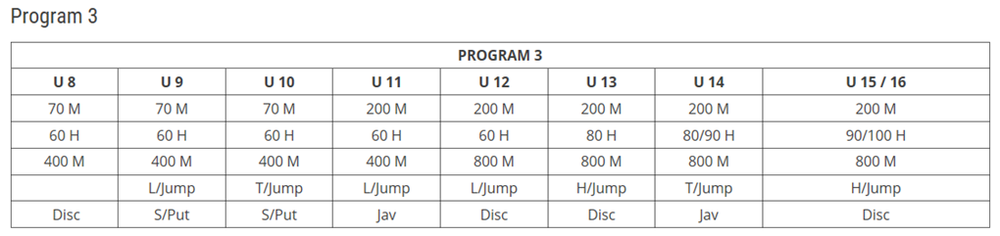 Program 3
PROGRAM 3
U 8 U 9 U 10 U 11 U 12 U 13 U 14 U 15 / 16
70 M 70 M 70 M 200 M 200 M 200 M 200 M 200 M
60 H 60 H 60 H 60 H 60 H 80 H 80/90 H 90/100 H
400 M 400 M 400 M 400 M 800 M 800 M 800 M 800 M
L/Jump T/Jump L/Jump L/Jump H/Jump T/Jump H/Jump
Disc S/Put S/Put Jav Disc Disc Jav Disc